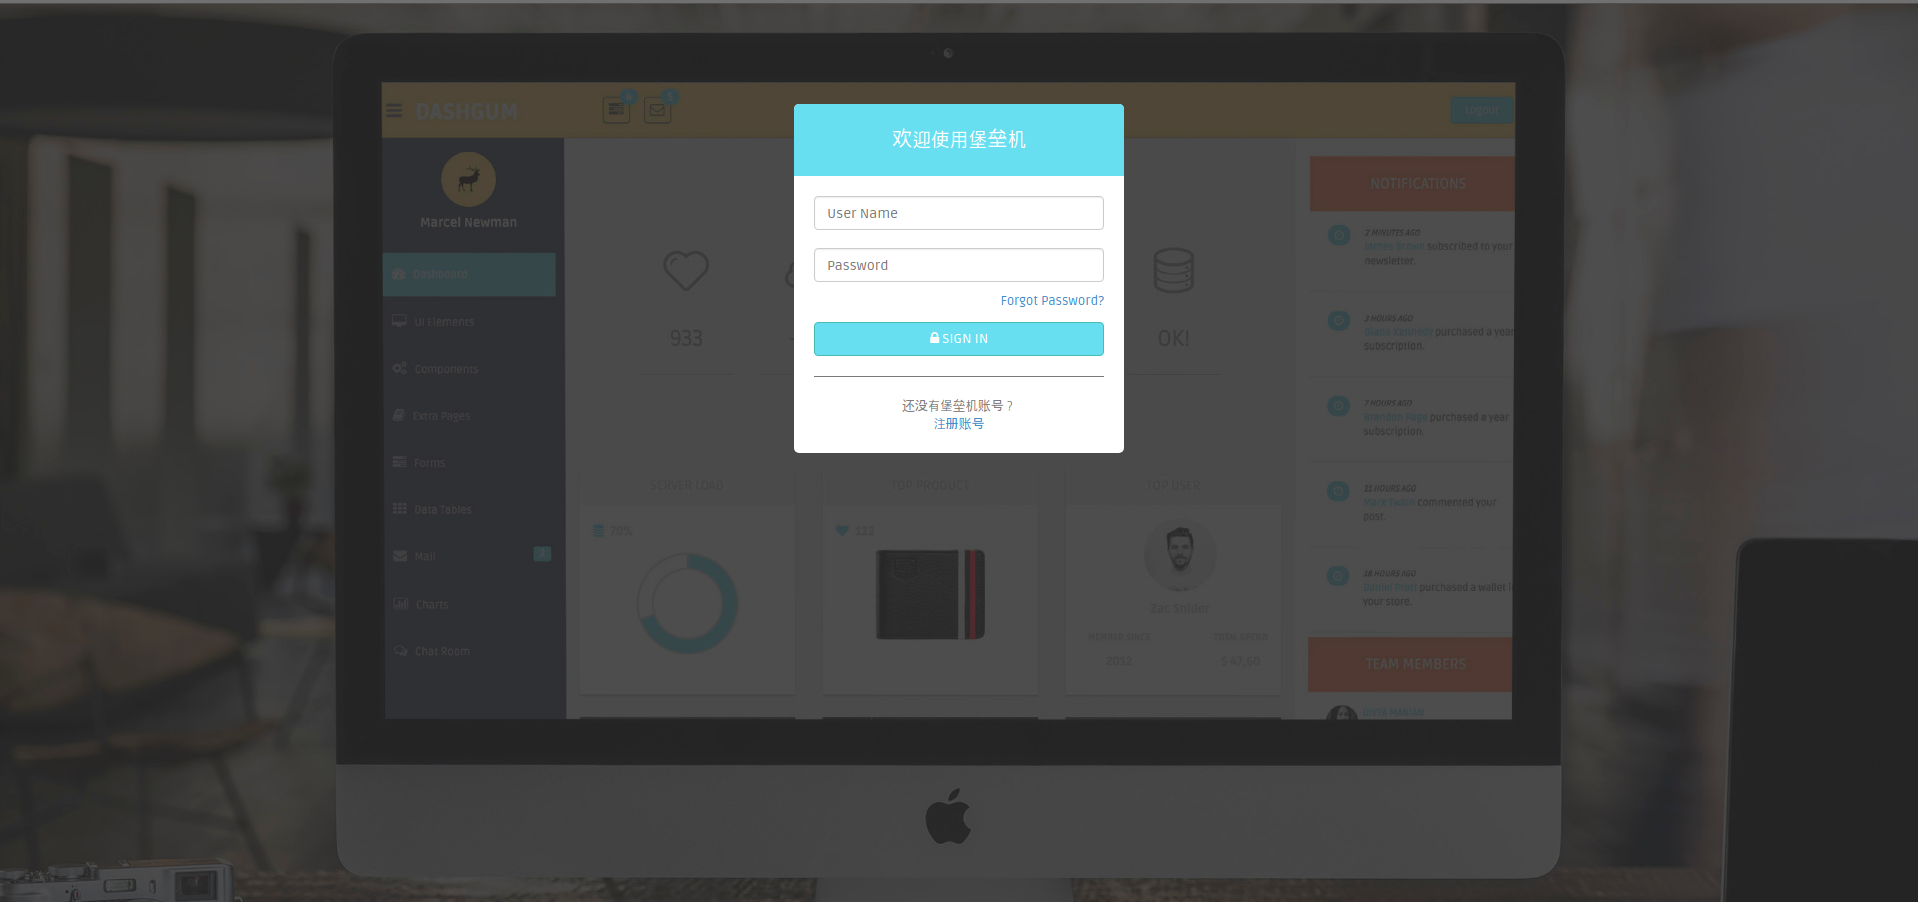 欢迎使用堡垒机
User Name
Password
Forgot Password?
SIGN IN
还没有堡垒机账号 ?
注册账号
DASHGUM
Logout
Marcel Newman
Dashboard
UI Elements
Components
Extra Pages
Forms
Data Tables
Mail
Charts
Chat Room
933
OK!
SERVER LOAD
70%
TOP PRODUCT
122
TOP USER
Zac Snider
MEMBER SINCE
TOTAL SPEND
2012
$ 47,60
NOTIFICATIONS
2 MINUTES AGO
James Brown subscribed to your
newsletter.
3 HOURS AGO
Diana Kennedy purchased a year
subscription.
7 HOURS AGO
Brandon Page purchased a year
subscription.
11 HOURS AGO
Mark Twain commented your
post.
18 HOURS AGO
Daniel Pratt purchased a wallet i
your store.
TEAM MEMBERS
DIVYA MANIAN